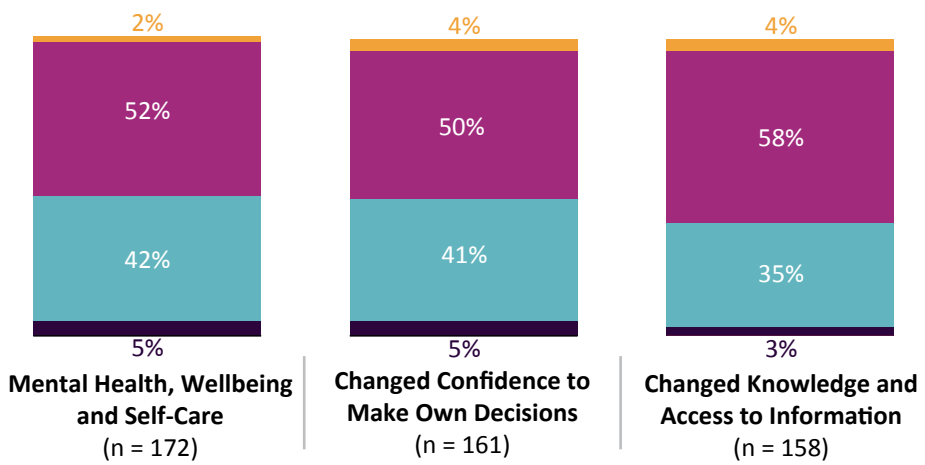 2%
52%
42%
5%
Mental Health, Wellbeing
and Self-Care
(n = 172)
4%
50%
41%
5%
Changed Confidence to
Make Own Decisions
(n = 161)
4%
58%
35%
3%
Changed Knowledge and
Access to Information
(n = 158)